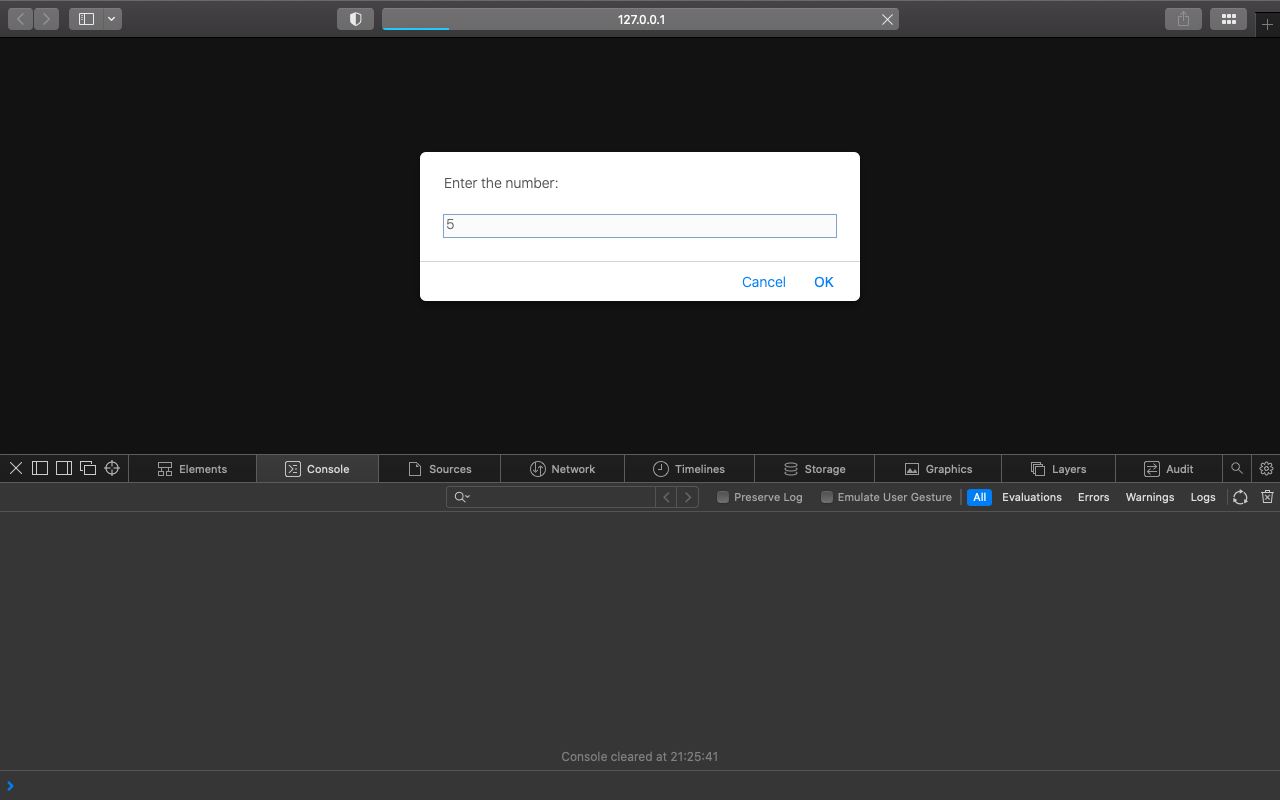 127.0.0.1
Enter the number:
5
Cancel OK
Elements Console Sources Network Timelines Storage Graphics Layers Audit
Preserve Log Emulate User Gesture All Evaluations Errors Warnings Logs
Console cleared at 21:25:41